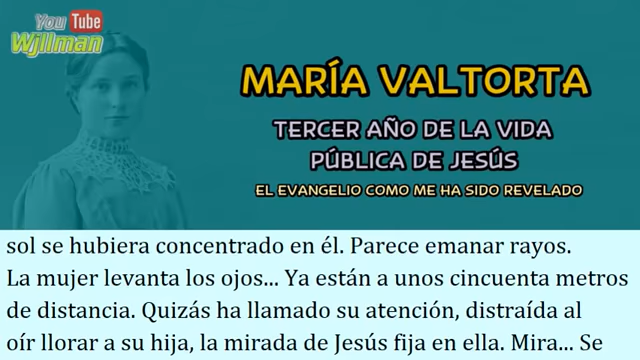 You Tube
Wjllman
MARÍA VALTORTA
TERCER AÑO DE LA VIDA
PÚBLICA DE JESÚS
EL EVANGELIO COMO ME HA SIDO REVELADO
sol se hubiera concentrado en él. Parece emanar rayos.
La mujer levanta los ojos... Ya están a unos cincuenta metros
de distancia. Quizás ha llamado su atención, distraída al
oír llorar a su hija, la mirada de Jesús fija en ella. Mira... Se